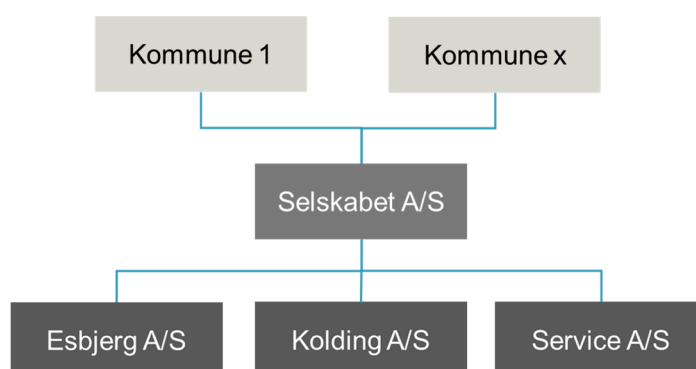 Kommune 1
Kommune x
Selskabet A/S
Esbjerg A/S
Kolding A/S
Service A/S